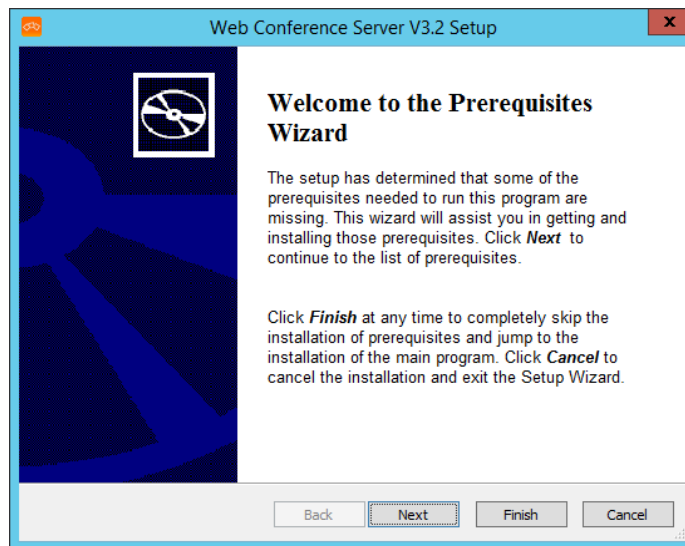 Web Conference Server V3.2 Setup
x
Welcome to the Prerequisites
Wizard
The setup has determined that some of the
prerequisites needed to run this program are
missing. This wizard will assist you in getting and
installing those prerequisites. Click Next to
continue to the list of prerequisites.
Click Finish at any time to completely skip the
installation of prerequisites and jump to the
installation of the main program. Click Cancel to
cancel the installation and exit the Setup Wizard.
Back Next Finish Cancel